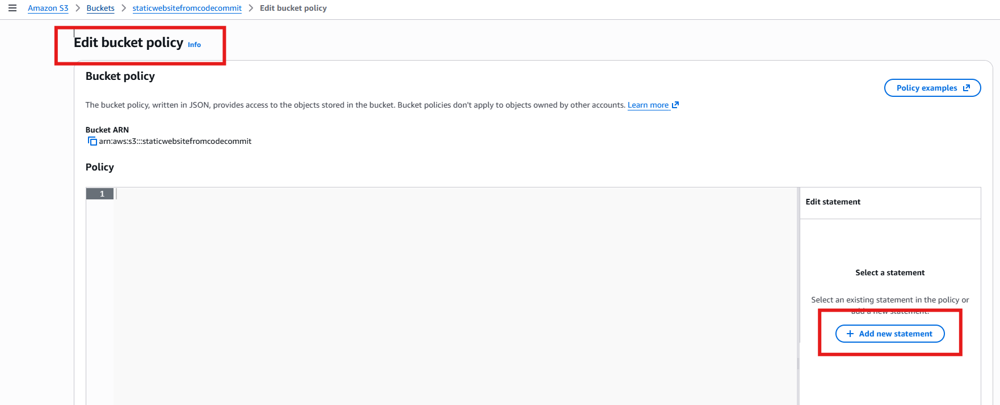 Amazon S3 > Buckets > staticwebsitefromcodecommit > Edit bucket policy
Edit bucket policy Info
Bucket policy
Policy examples
The bucket policy, written in JSON, provides access to the objects stored in the bucket. Bucket policies don't apply to objects owned by other accounts. Learn more
Bucket ARN
arn:aws:s3:::staticwebsitefromcodecommit
Policy
1
Edit statement
Select a statement
Select an existing statement in the policy or
add a new statement.
+ Add new statement